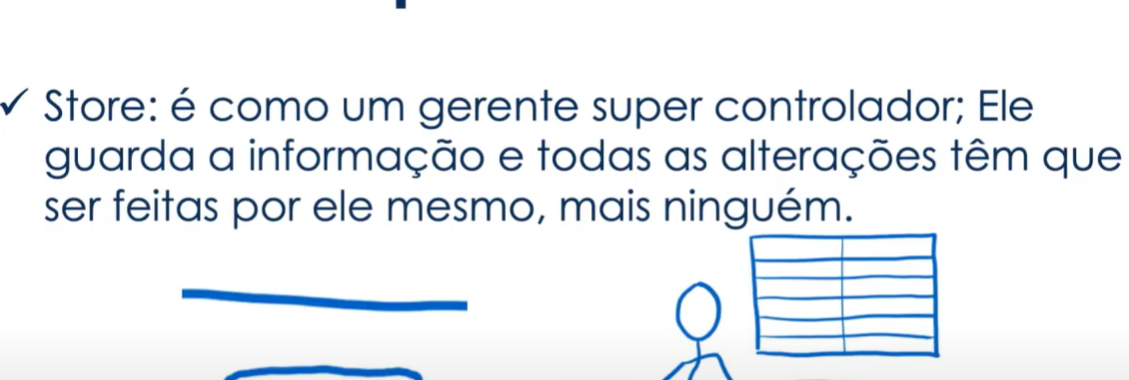 Store: é como um gerente super controlador; Ele
guarda a informação e todas as alterações têm que
ser feitas por ele mesmo, mais ninguém.